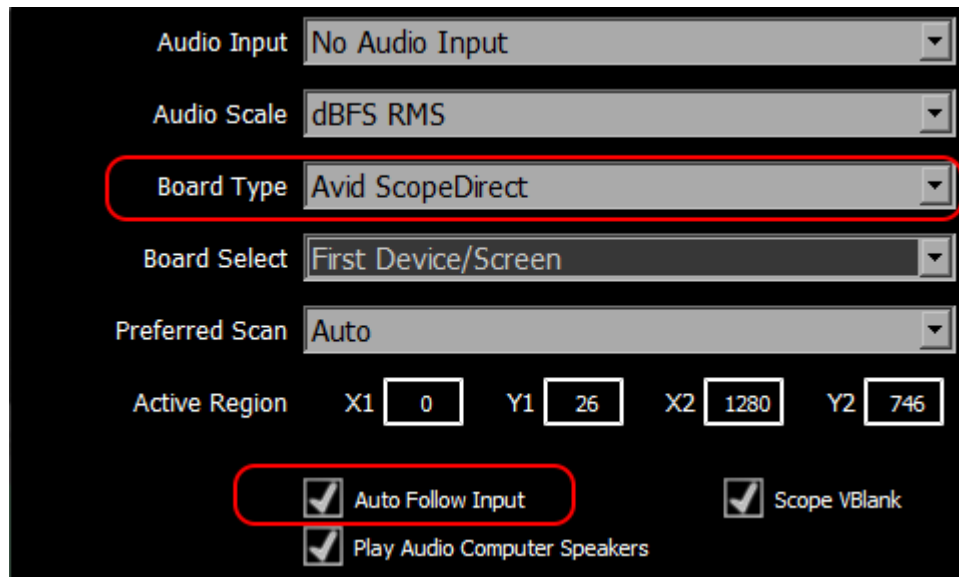 Audio Input No Audio Input
Audio Scale dBFS RMS
Board Type Avid ScopeDirect
Board Select First Device/Screen
Preferred Scan Auto
Active Region X1 0 Y1 26 X2 1280 Y2 746
Auto Follow Input Scope VBlank
Play Audio Computer Speakers